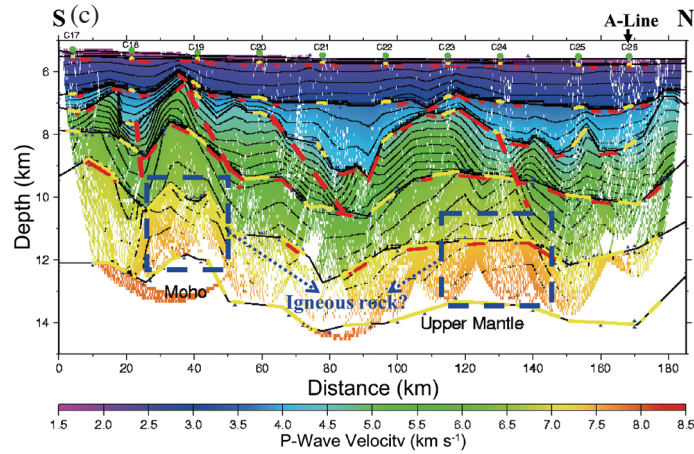 S (c) A-Line N
C17 C18 C19 C20 C21 C22 C23 C24 C25 C26
6
8
10
12
14
Depth (km)
Igneous rock?
Moho
Upper Mantle
0 20 40 60 80 100 120 140 160 180
Distance (km)
1.5 2.0 2.5 3.0 3.5 4.0 4.5 5.0 5.5 6.0 6.5 7.0 7.5 8.0 8.5
P-Wave Velocity (km s⁻¹)